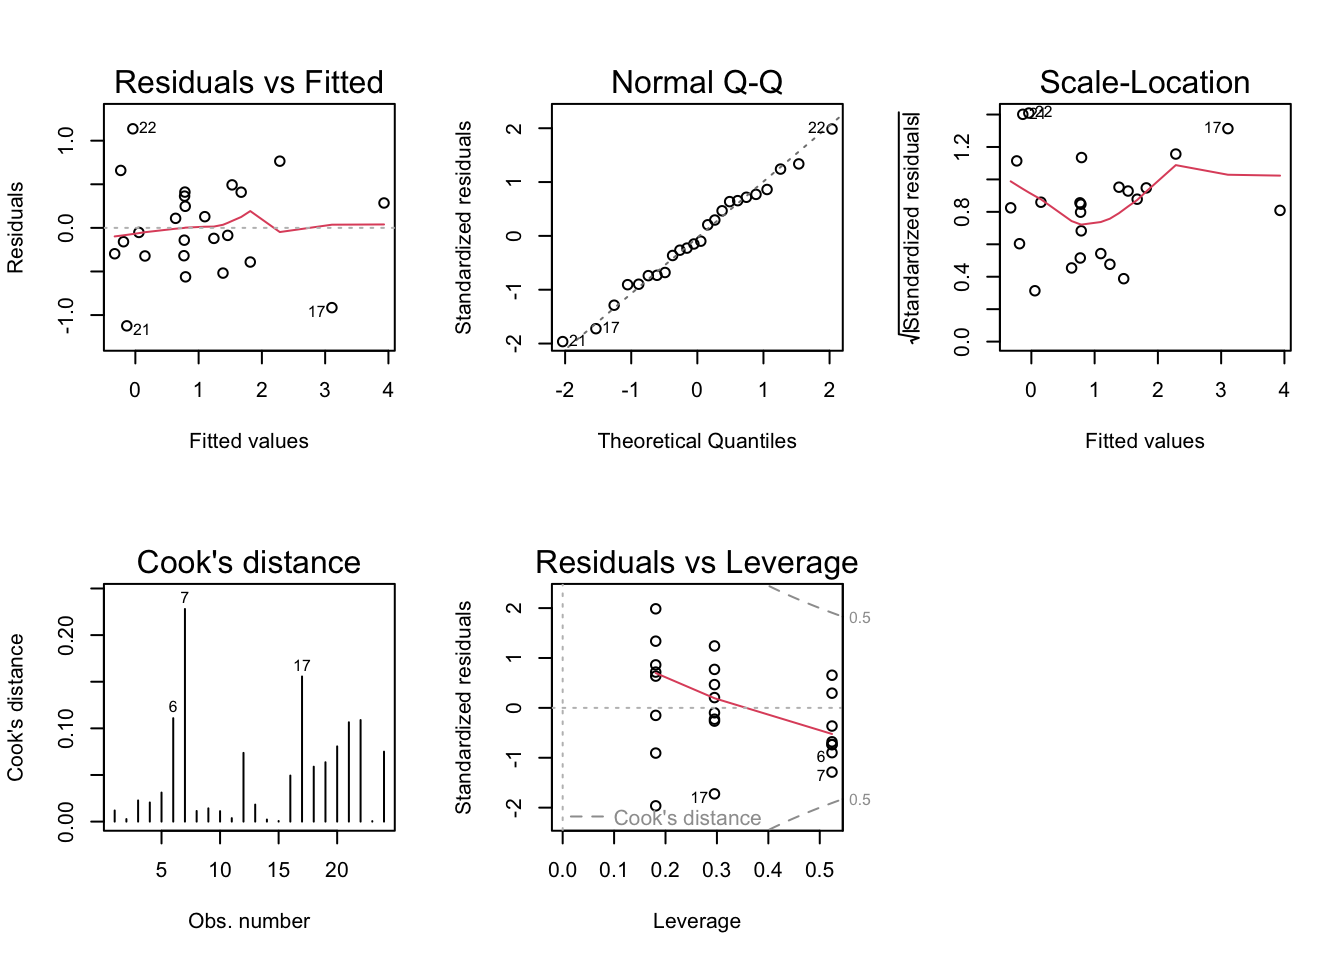 Residuals vs Fitted
Residuals
1.0
0.0
-1.0
22
21
17
0 1 2 3 4
Fitted values
Normal Q-Q
Standardized residuals
2
1
0
-1
-2
22
17
21
-2 -1 0 1 2
Theoretical Quantiles
Scale-Location
√|Standardized residuals|
1.2
0.8
0.4
0.0
21
22
17
0 1 2 3 4
Fitted values
Cook's distance
Cook's distance
0.20
0.10
0.00
7
17
6
5 10 15 20
Obs. number
Residuals vs Leverage
Standardized residuals
2
1
0
-1
-2
0.5
6
7
17
0.5
Cook's distance
0.0 0.1 0.2 0.3 0.4 0.5
Leverage